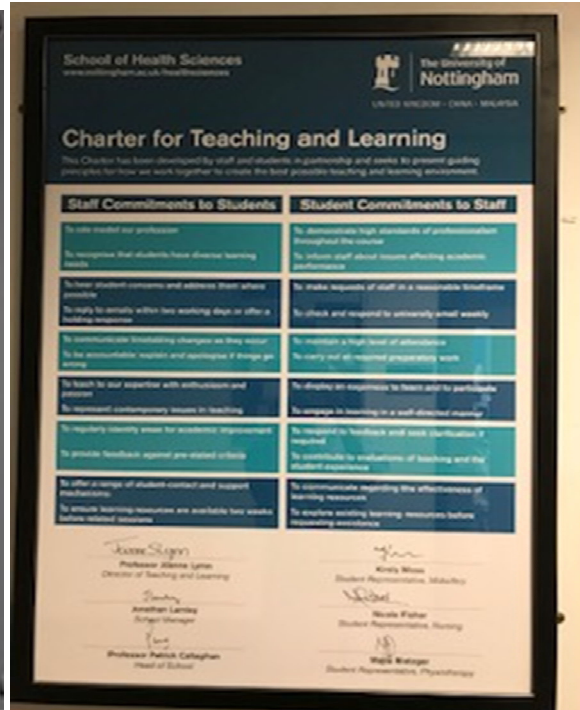 School of Health Sciences
www.nottingham.ac.uk/healthsciences
The University of
Nottingham
UNITED KINGDOM · CHINA · MALAYSIA
Charter for Teaching and Learning
This Charter has been developed by staff and students in partnership and seeks to present guiding
principles for how we work together to create the best possible teaching and learning environment.
Staff Commitments to Students
To role model our profession
To recognise that students have diverse learning
needs
To hear student concerns and address them where
possible
To reply to emails within two working days or offer a
holding response
To communicate timetabling changes as they occur
To be accountable explain and apologise if things go
wrong
To teach to our expertise with enthusiasm and
passion
To represent contemporary issues in teaching
To regularly identify areas for academic improvement
To provide feedback against pre-stated criteria
To offer a range of student-contact and support
mechanisms
To ensure learning resources are available two weeks
before related sessions
Student Commitments to Staff
To demonstrate high standards of professionalism
throughout the course
To inform staff about issues affecting academic
performance
To make requests of staff in a reasonable timeframe
To check and respond to university email weekly
To maintain a high level of attendance
To carry out all required preparatory work
To display an eagerness to learn and to participate
To engage in learning in a self-directed manner
To respond to feedback and seek clarification if
required
To contribute to evaluations of teaching and the
student experience
To communicate regarding the effectiveness of
learning resources
To explore existing learning resources before
requesting assistance
Professor Joanne Lymn
Director of Teaching and Learning
Jonathan Lamley
School Manager
Professor Patrick Callaghan
Head of School
Kirsty Moss
Student Representative, Midwifery
Nicola Fisher
Student Representative, Nursing
Metzger
Student Representative, Physiotherapy